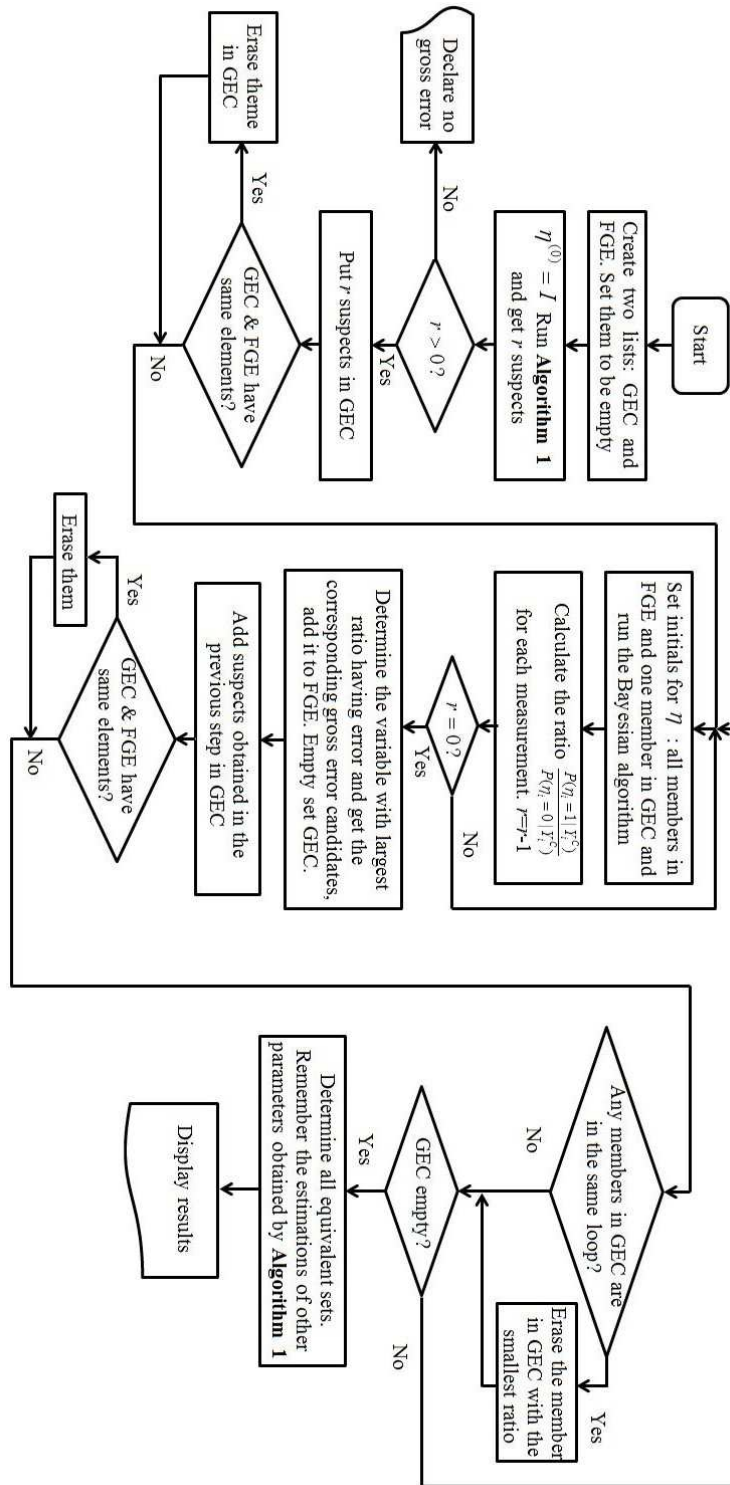 Start
Create two lists: GEC and
FGE. Set them to be empty
η⁽⁰⁾ = I Run Algorithm 1
and get r suspects
r > 0?
No
Declare no
gross error
Yes
Put r suspects in GEC
GEC & FGE have
same elements?
Yes
Erase theme
in GEC
No
Set initials for η : all members in
FGE and one member in GEC and
run the Bayesian algorithm
Calculate the ratio P(ηᵢ = 1 | Yᵢᶜ) / P(ηᵢ = 0 | Yᵢᶜ)
for each measurement. r=r-1
r = 0?
No
Yes
Determine the variable with largest
ratio having error and get the
corresponding gross error candidates,
add it to FGE. Empty set GEC.
Add suspects obtained in the
previous step in GEC
GEC & FGE have
same elements?
Yes
Erase them
No
Any members in GEC are
in the same loop?
Yes
Erase the member
in GEC with the
smallest ratio
No
GEC empty?
No
Yes
Determine all equivalent sets.
Remember the estimations of other
parameters obtained by Algorithm 1
Display results